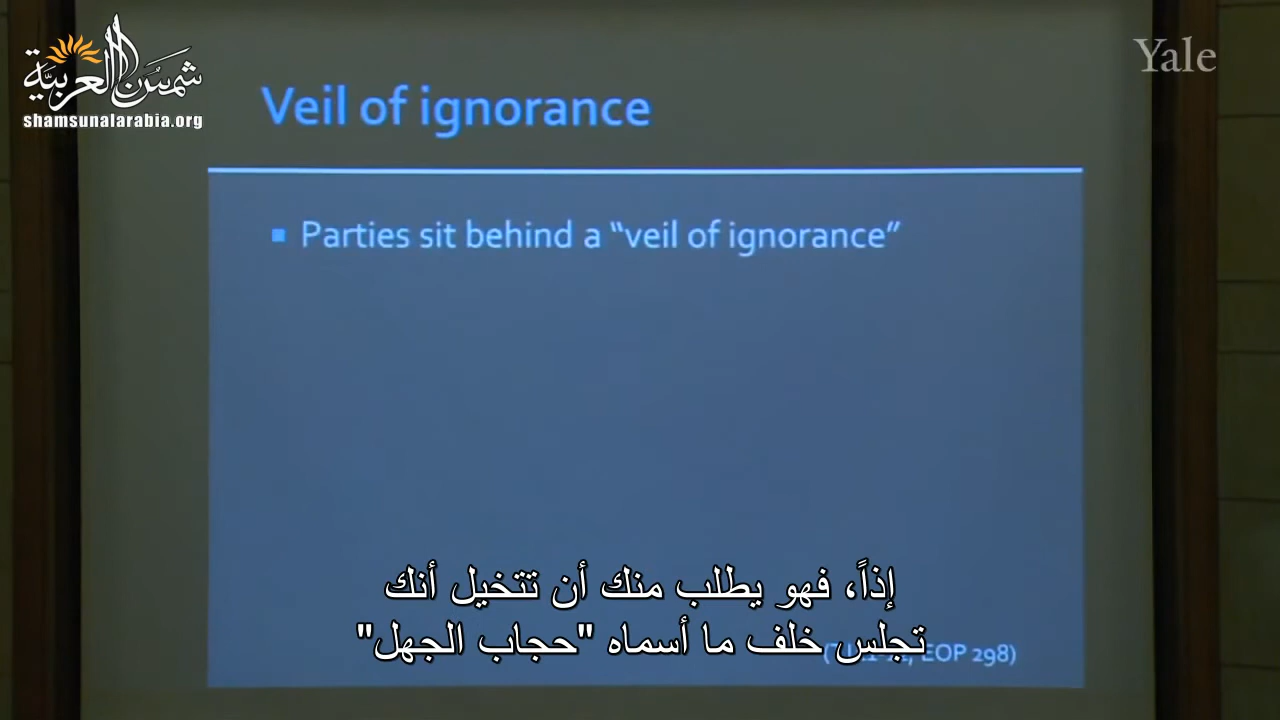 شمس العربية
shamsunalarabia.org
Yale
Veil of ignorance
Parties sit behind a “veil of ignorance”
إذاً، فهو يطلب منك أن تتخيل أنك
تجلس خلف ما أسماه "حجاب الجهل"
EOP 298)